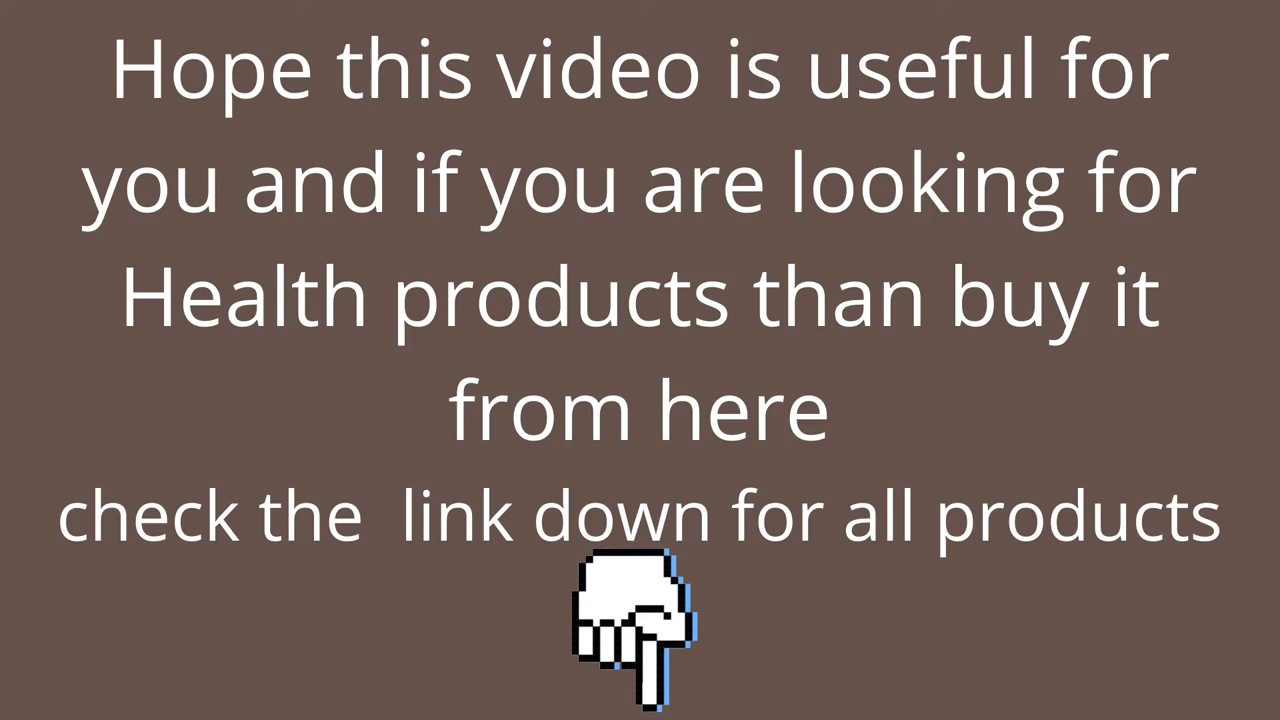 Hope this video is useful for
you and if you are looking for
Health products than buy it
from here
check the  link down for all products